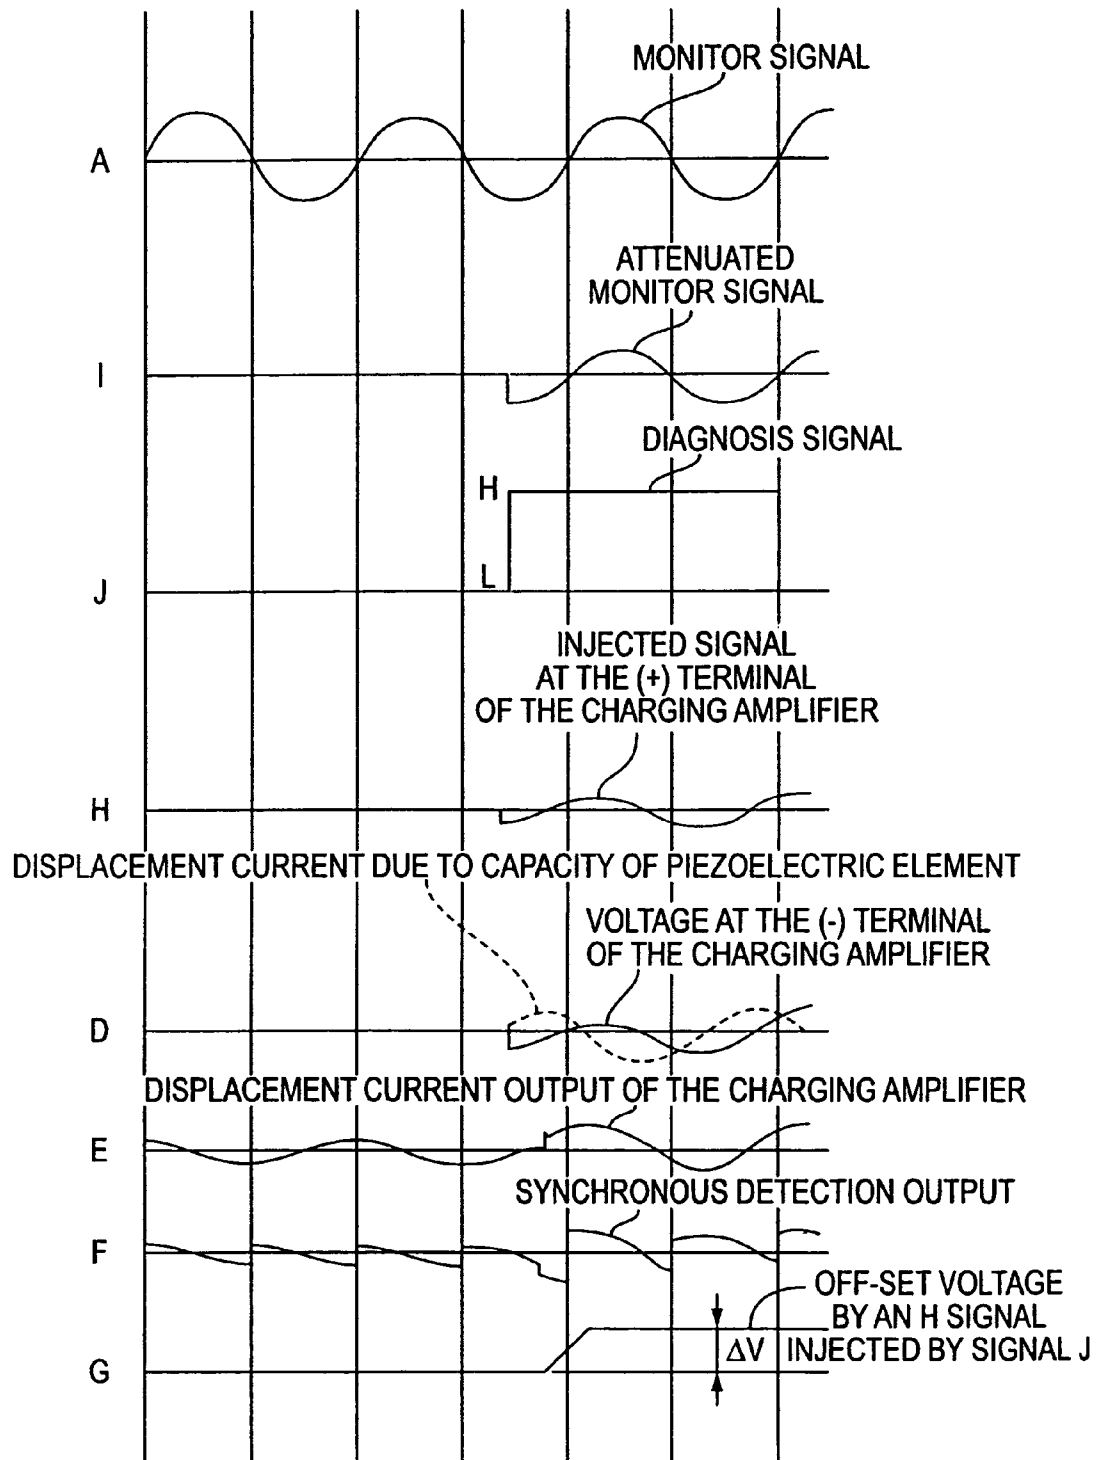 MONITOR SIGNAL
A
ATTENUATED
MONITOR SIGNAL
I
DIAGNOSIS SIGNAL
H
L
J
INJECTED SIGNAL
AT THE (+) TERMINAL
OF THE CHARGING AMPLIFIER
H
DISPLACEMENT CURRENT DUE TO CAPACITY OF PIEZOELECTRIC ELEMENT
VOLTAGE AT THE (-) TERMINAL
OF THE CHARGING AMPLIFIER
D
DISPLACEMENT CURRENT OUTPUT OF THE CHARGING AMPLIFIER
E
SYNCHRONOUS DETECTION OUTPUT
F
OFF-SET VOLTAGE
BY AN H SIGNAL
ΔV INJECTED BY SIGNAL J
G